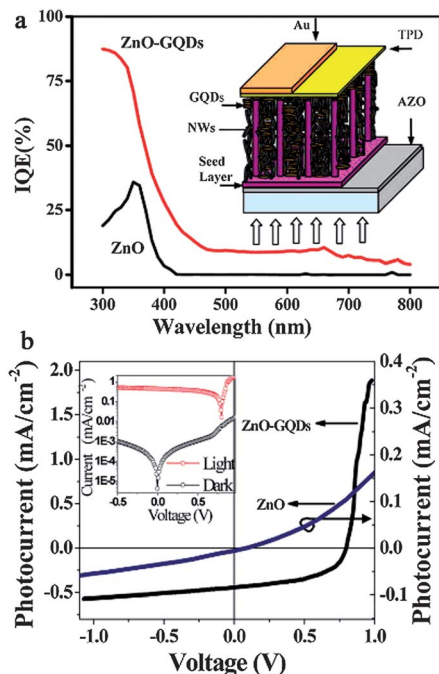 a
100
75
50
25
0
IQE(%)
ZnO-GQDs
ZnO
Au
TPD
GQDs
AZO
NWs
Seed
Layer
300 400 500 600 700 800
Wavelength (nm)
b
2.0
1.5
1.0
0.5
0.0
-0.5
Photocurrent (mA/cm⁻²)
1
0.1
0.01
1E-3
1E-4
1E-5
Current (mA/cm⁻²)
Light
Dark
-0.5 0.0 0.5
Voltage (V)
ZnO-GQDs
ZnO
0.4
0.3
0.2
0.1
0.0
-0.1
Photocurrent (mA/cm⁻²)
-1.0 -0.5 0.0 0.5 1.0
Voltage (V)